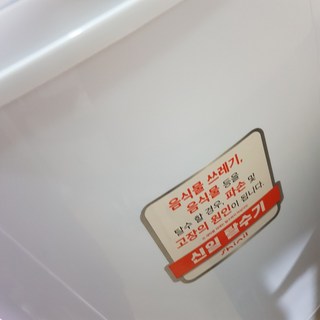 음식물 쓰레기,
음식물 등을
탈수 할 경우, 파손 및
고장의 원인이 됩니다.
신일 탈수기
SHINIL